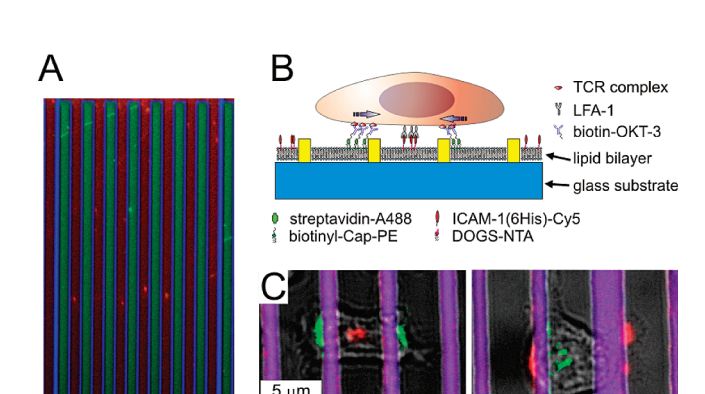 A
B
TCR complex
LFA-1
biotin-OKT-3
lipid bilayer
glass substrate
streptavidin-A488
ICAM-1(6His)-Cy5
biotinyl-Cap-PE
DOGS-NTA
C
5 μm